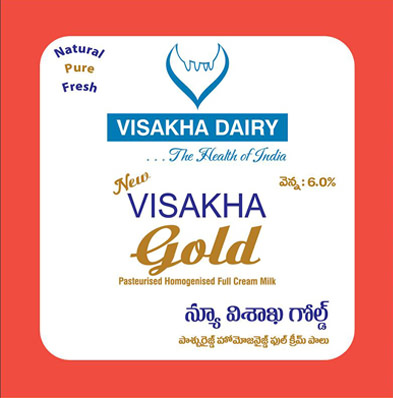 Natural
Pure
Fresh
VISAKHA DAIRY
. . . The Health of India
New
వెన్న : 6.0%
VISAKHA
Gold
Pasteurised Homogenised Full Cream Milk
న్యూ విశాఖ గోల్డ్
పాశ్చురైజ్డ్ హోమోజనైజ్డ్ ఫుల్ క్రీమ్ పాలు